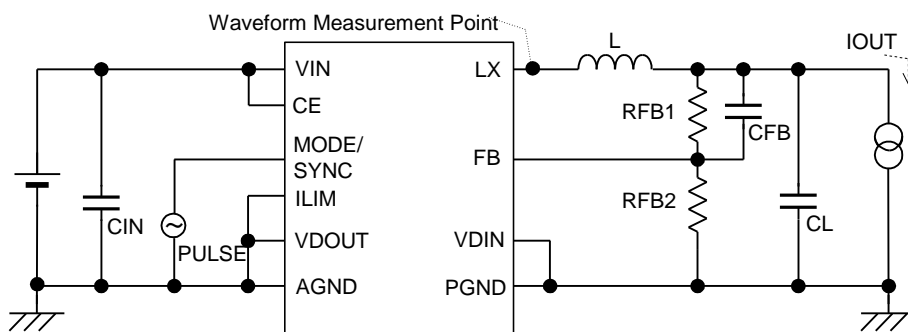 Waveform Measurement Point
L
IOUT
VIN
LX
CE
RFB1
CFB
MODE/
SYNC
FB
ILIM
RFB2
CIN
CL
PULSE
VDOUT
VDIN
AGND
PGND